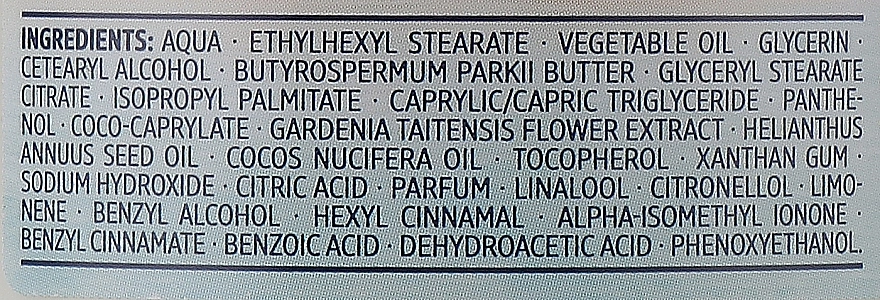 INGREDIENTS: AQUA · ETHYLHEXYL STEARATE · VEGETABLE OIL · GLYCERIN ·
CETEARYL ALCOHOL · BUTYROSPERMUM PARKII BUTTER · GLYCERYL STEARATE
CITRATE · ISOPROPYL PALMITATE · CAPRYLIC/CAPRIC TRIGLYCERIDE · PANTHE-
NOL · COCO-CAPRYLATE · GARDENIA TAITENSIS FLOWER EXTRACT · HELIANTHUS
ANNUUS SEED OIL · COCOS NUCIFERA OIL · TOCOPHEROL · XANTHAN GUM ·
SODIUM HYDROXIDE · CITRIC ACID · PARFUM · LINALOOL · CITRONELLOL · LIMO-
NENE · BENZYL ALCOHOL · HEXYL CINNAMAL · ALPHA-ISOMETHYL IONONE ·
BENZYL CINNAMATE · BENZOIC ACID · DEHYDROACETIC ACID · PHENOXYETHANOL.